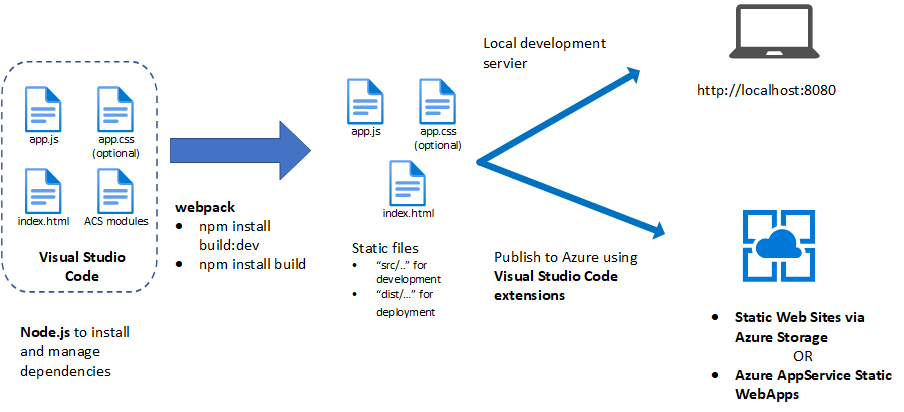 app.js
app.css
(optional)
index.html
ACS modules
Visual Studio
Code
Node.js to install
and manage
dependencies
webpack
● npm install
build:dev
● npm install build
app.js
app.css
(optional)
index.html
Static files
• “src/..” for
development
• “dist/...” for
deployment
Local development
servier
http://localhost:8080
Publish to Azure using
Visual Studio Code
extensions
● Static Web Sites via
Azure Storage
OR
● Azure AppService Static
WebApps